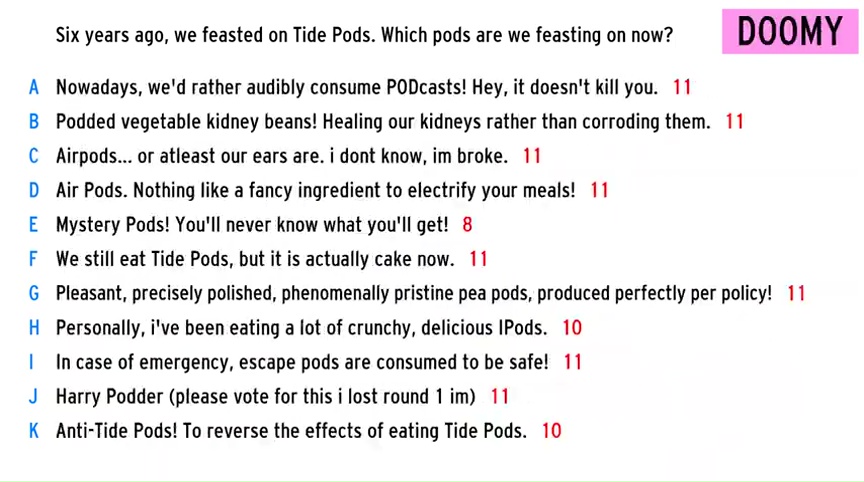 Six years ago, we feasted on Tide Pods. Which pods are we feasting on now?
DOOMY
A Nowadays, we'd rather audibly consume PODcasts! Hey, it doesn't kill you. 11
B Podded vegetable kidney beans! Healing our kidneys rather than corroding them. 11
C Airpods... or atleast our ears are. i dont know, im broke. 11
D Air Pods. Nothing like a fancy ingredient to electrify your meals! 11
E Mystery Pods! You'll never know what you'll get! 8
F We still eat Tide Pods, but it is actually cake now. 11
G Pleasant, precisely polished, phenomenally pristine pea pods, produced perfectly per policy! 11
H Personally, i've been eating a lot of crunchy, delicious IPods. 10
I In case of emergency, escape pods are consumed to be safe! 11
J Harry Podder (please vote for this i lost round 1 im) 11
K Anti-Tide Pods! To reverse the effects of eating Tide Pods. 10